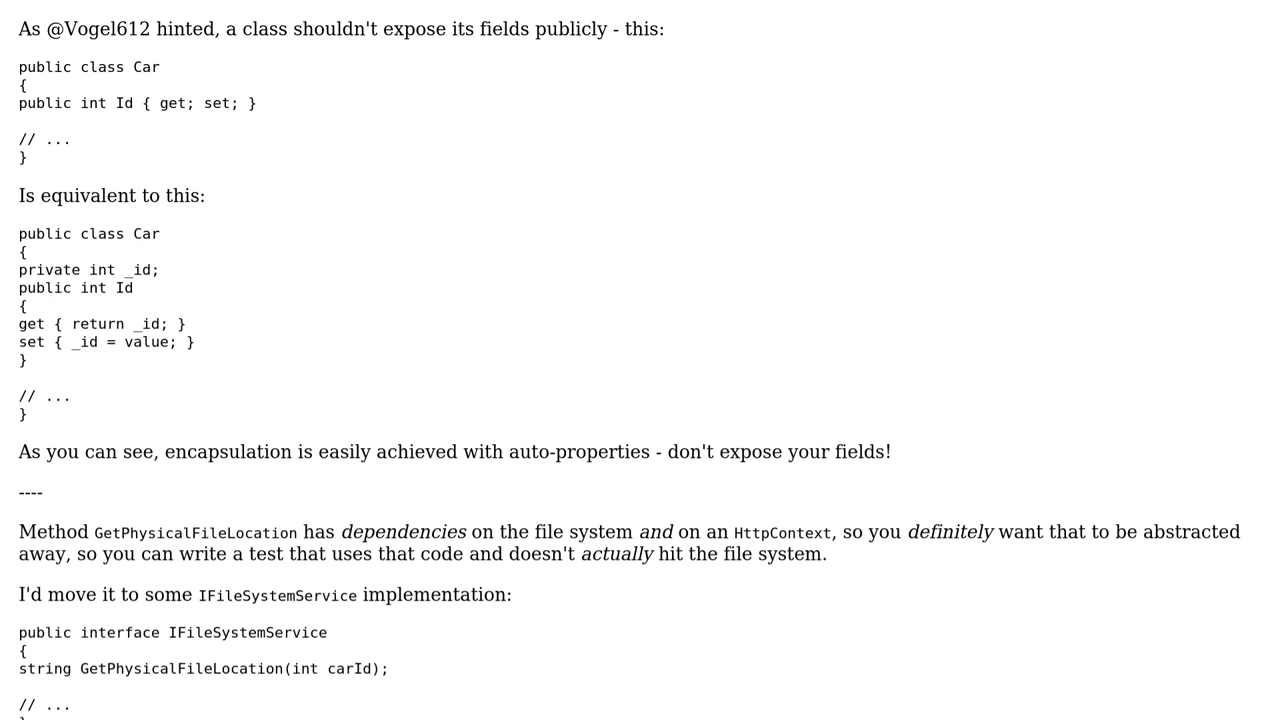 As @Vogel612 hinted, a class shouldn't expose its fields publicly - this:
public class Car
{
public int Id { get; set; }
// ...
}
Is equivalent to this:
public class Car
{
private int _id;
public int Id
{
get { return _id; }
set { _id = value; }
}
// ...
}
As you can see, encapsulation is easily achieved with auto-properties - don't expose your fields!
----
Method GetPhysicalFileLocation has dependencies on the file system and on an HttpContext, so you definitely want that to be abstracted
away, so you can write a test that uses that code and doesn't actually hit the file system.
I'd move it to some IFileSystemService implementation:
public interface IFileSystemService
{
string GetPhysicalFileLocation(int carId);
// ...